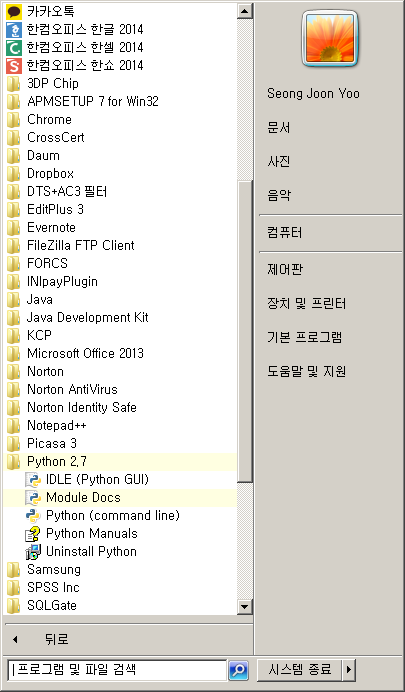 카카오톡
한컴오피스 한글 2014
한컴오피스 한셀 2014
한컴오피스 한쇼 2014
3DP Chip
APMSETUP 7 for Win32
Chrome
CrossCert
Daum
Dropbox
DTS+AC3 필터
EditPlus 3
Evernote
FileZilla FTP Client
FORCS
INIpayPlugin
Java
Java Development Kit
KCP
Microsoft Office 2013
Norton
Norton AntiVirus
Norton Identity Safe
Notepad++
Picasa 3
Python 2.7
IDLE (Python GUI)
Module Docs
Python (command line)
Python Manuals
Uninstall Python
Samsung
SPSS Inc
SQLGate
뒤로
프로그램 및 파일 검색
Seong Joon Yoo
문서
사진
음악
컴퓨터
제어판
장치 및 프린터
기본 프로그램
도움말 및 지원
시스템 종료